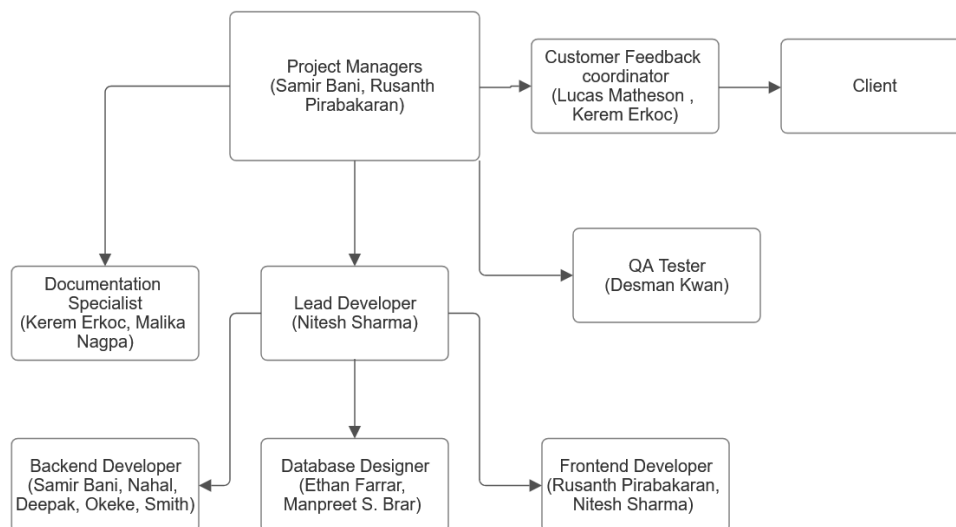 Project Managers
(Samir Bani, Rusanth
Pirabakaran)
Customer Feedback
coordinator
(Lucas Matheson ,
Kerem Erkoc)
Client
Documentation
Specialist
(Kerem Erkoc, Malika
Nagpa)
Lead Developer
(Nitesh Sharma)
QA Tester
(Desman Kwan)
Backend Developer
(Samir Bani, Nahal,
Deepak, Okeke, Smith)
Database Designer
(Ethan Farrar,
Manpreet S. Brar)
Frontend Developer
(Rusanth Pirabakaran,
Nitesh Sharma)